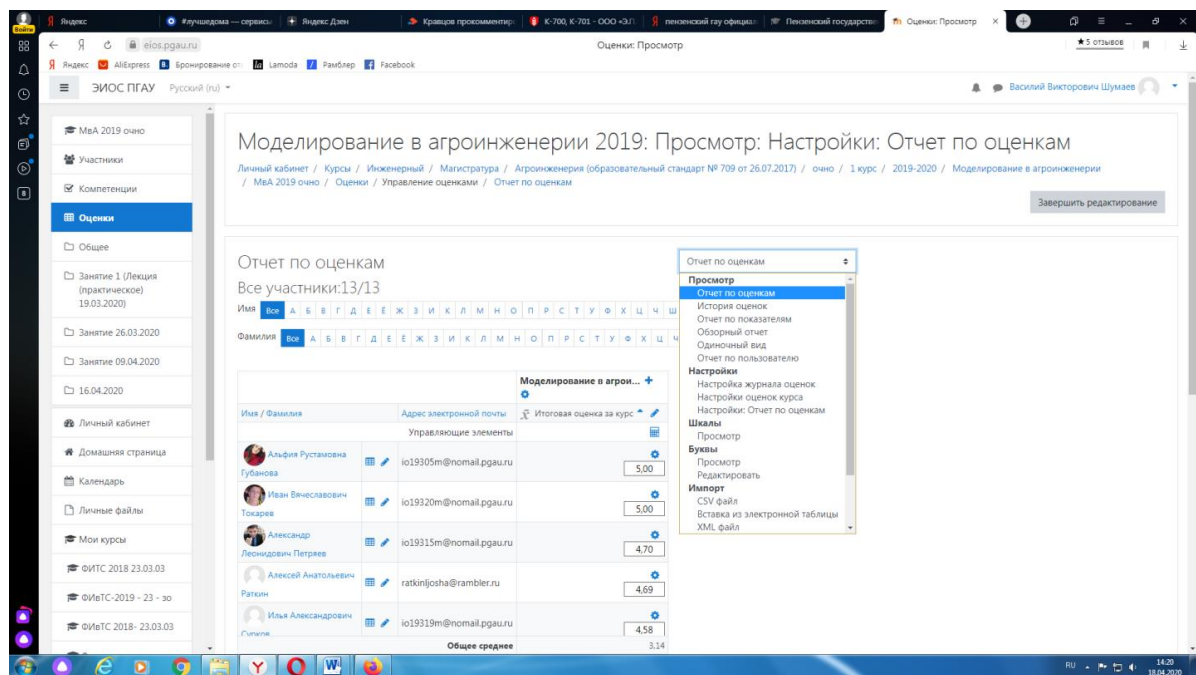 Яндекс
#лучшедома — сервисы
Яндекс Дзен
Кравцов прокомментир
К-700, К-701 - ООО «ЭЛ
пензенский гау официал
Пензенский государстве
Оценки: Просмотр
Войти
eios.pgau.ru
Оценки: Просмотр
★5 отзывов
Яндекс
AliExpress
Бронирование от
Lamoda
Рамблер
Facebook
ЭИОС ПГАУ
Русский (ru)
Василий Викторович Шумаев
МвА 2019 очно
Участники
Компетенции
Оценки
Общее
Занятие 1 (Лекция
(практическое)
19.03.2020)
Занятие 26.03.2020
Занятие 09.04.2020
16.04.2020
Личный кабинет
Домашняя страница
Календарь
Личные файлы
Мои курсы
ФИТС 2018 23.03.03
ФИвТС-2019 - 23 - зо
ФИвТС 2018- 23.03.03
Моделирование в агроинженерии 2019: Просмотр: Настройки: Отчет по оценкам
Личный кабинет / Курсы / Инженерный / Магистратура / Агроинженерия (образовательный стандарт № 709 от 26.07.2017) / очно / 1 курс / 2019-2020 / Моделирование в агроинженерии
/ МвА 2019 очно / Оценки / Управление оценками / Отчет по оценкам
Завершить редактирование
Отчет по оценкам
Все участники:13/13
Имя Все А Б В Г Д Е Ё Ж З И К Л М Н О П Р С Т У Ф Х Ц Ч Ш
Фамилия Все А Б В Г Д Е Ё Ж З И К Л М Н О П Р С Т У Ф Х Ц Ч
Моделирование в агрои...
Имя / Фамилия
Адрес электронной почты
x̄ Итоговая оценка за курс
Управляющие элементы
Альфия Рустамовна
Губанова
io19305m@nomail.pgau.ru
5,00
Иван Вячеславович
Токарев
io19320m@nomail.pgau.ru
5,00
Александр
Леонидович Петряев
io19315m@nomail.pgau.ru
4,70
Алексей Анатольевич
Раткин
ratkinljosha@rambler.ru
4,69
Илья Александрович
Сурков
io19319m@nomail.pgau.ru
4,58
Общее среднее
3,14
Отчет по оценкам
Просмотр
Отчет по оценкам
История оценок
Отчет по показателям
Обзорный отчет
Одиночный вид
Отчет по пользователю
Настройки
Настройка журнала оценок
Настройки оценок курса
Настройки: Отчет по оценкам
Шкалы
Просмотр
Буквы
Просмотр
Редактировать
Импорт
CSV файл
Вставка из электронной таблицы
XML файл
RU
14:20
18.04.2020